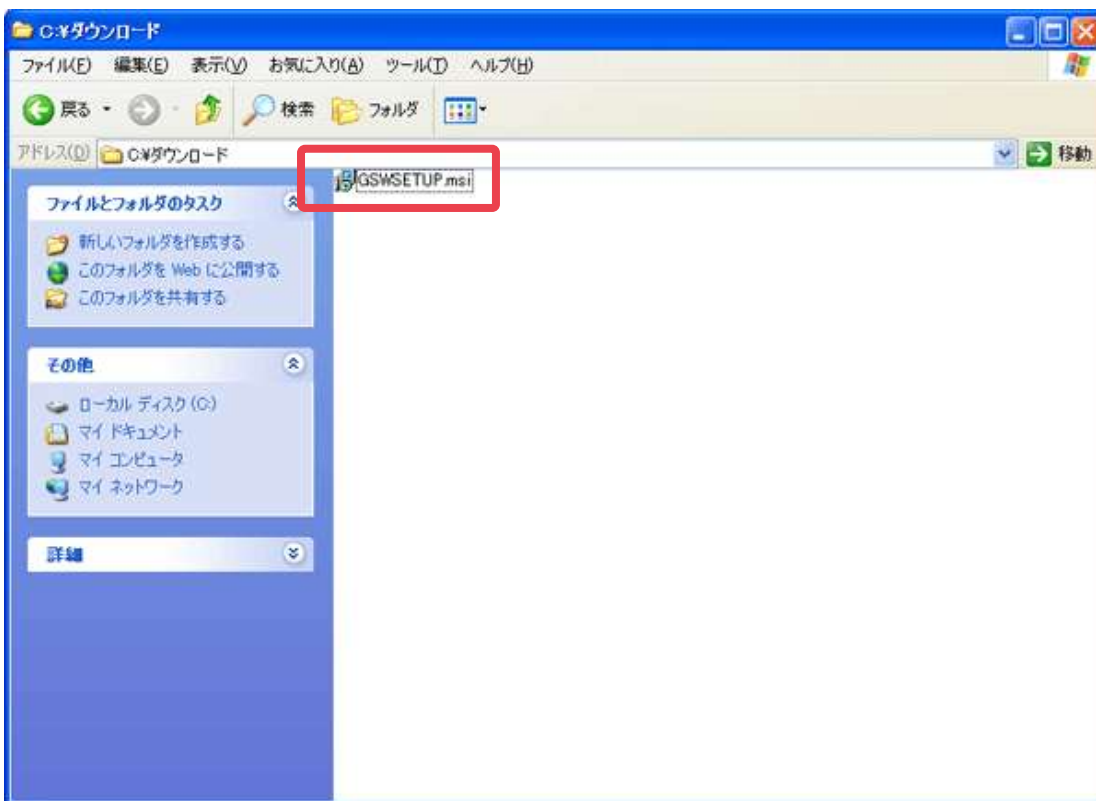 C:¥ダウンロード
ファイル(F) 編集(E) 表示(V) お気に入り(A) ツール(T) ヘルプ(H)
戻る 検索 フォルダ
アドレス(D) C:¥ダウンロード 移動
GSWSETUP.msi
ファイルとフォルダのタスク
新しいフォルダを作成する
このフォルダを Web に公開する
このフォルダを共有する
その他
ローカル ディスク (C:)
マイ ドキュメント
マイ コンピュータ
マイ ネットワーク
詳細